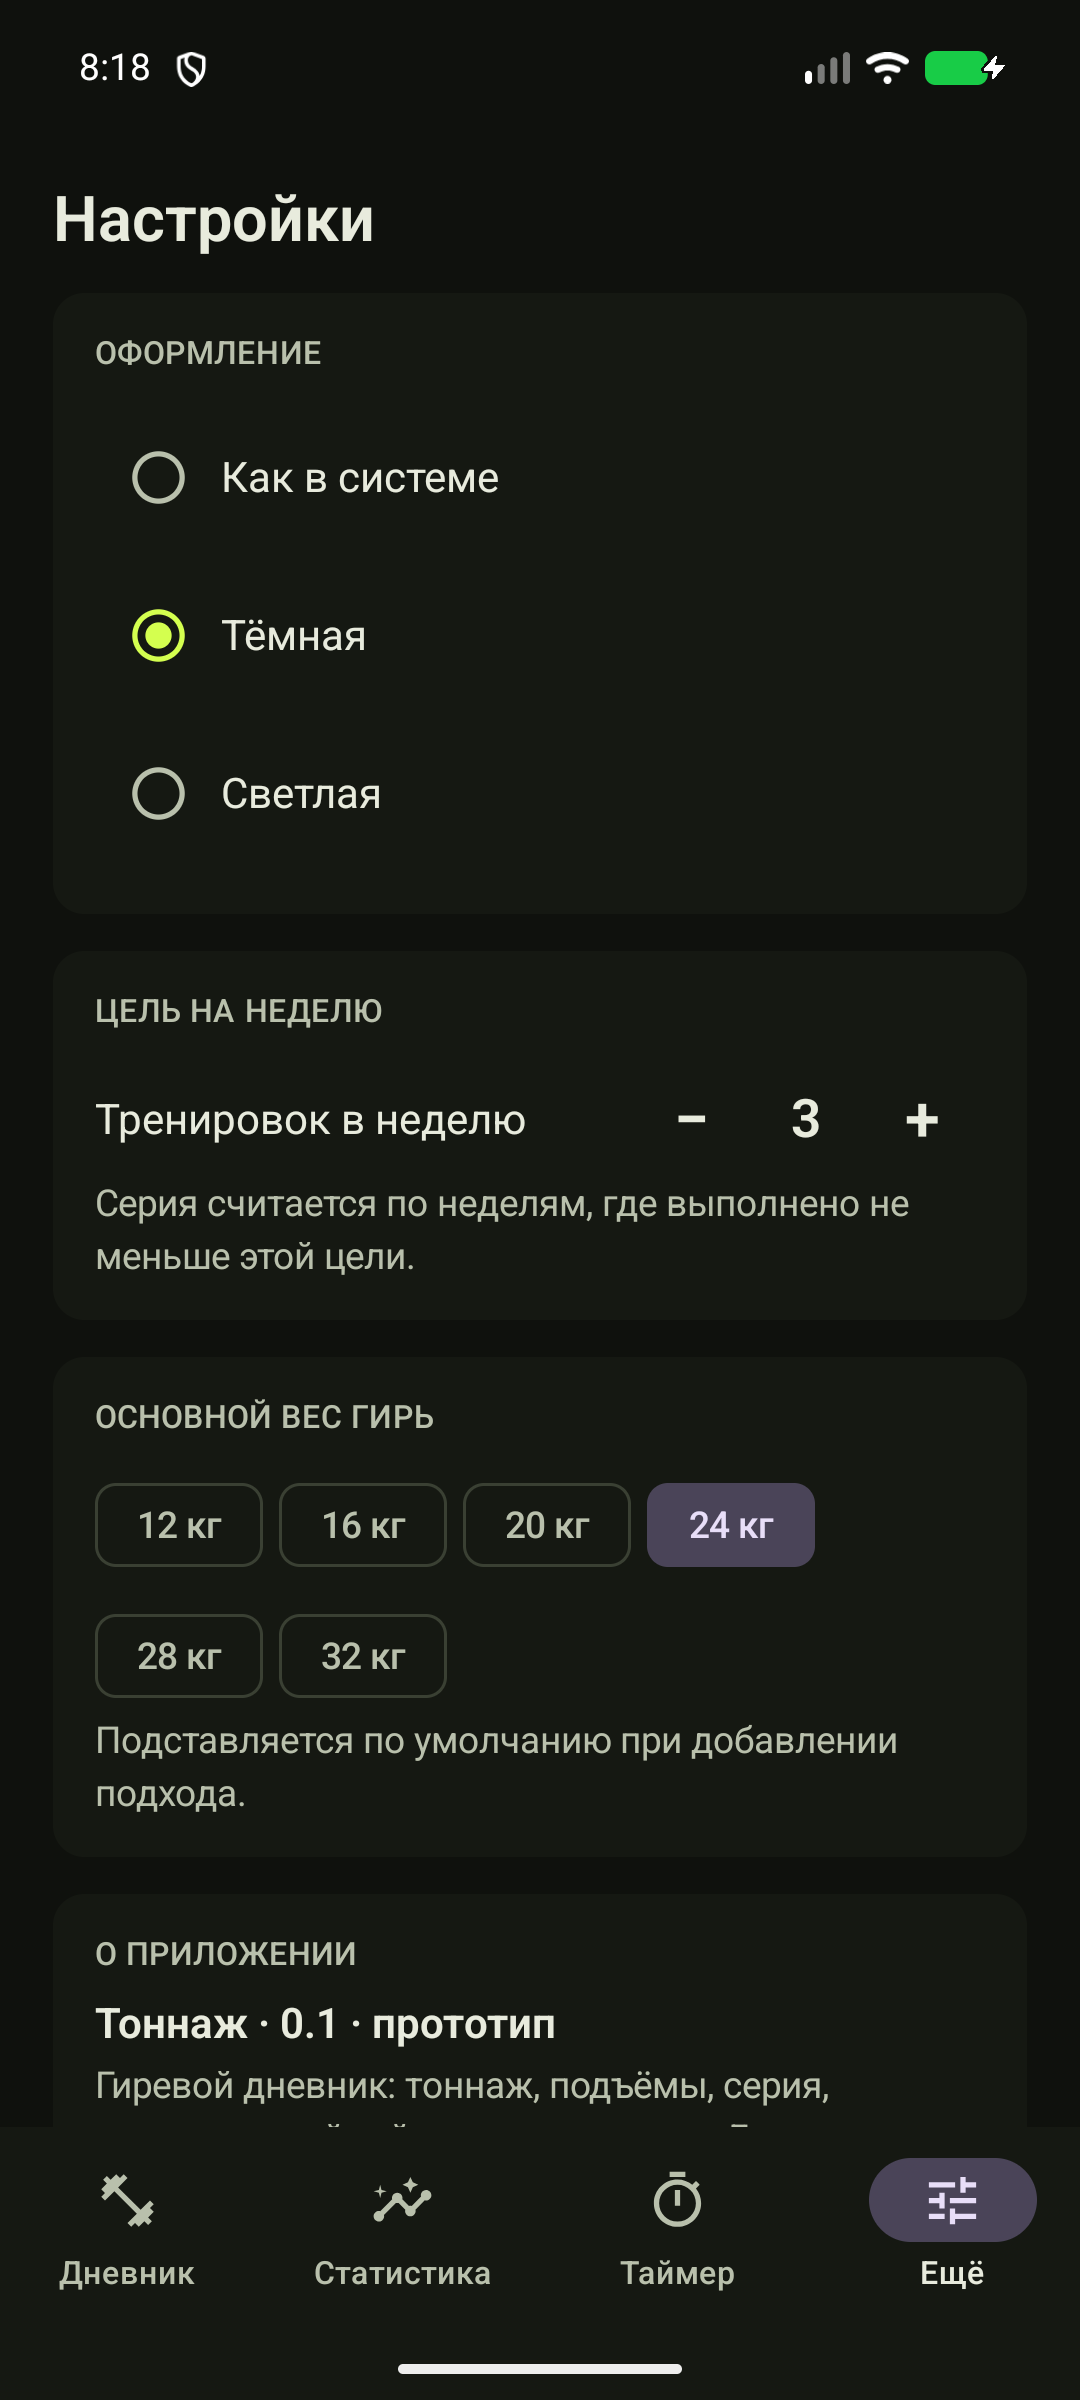 8:18
Настройки
ОФОРМЛЕНИЕ
Как в системе
Тёмная
Светлая
ЦЕЛЬ НА НЕДЕЛЮ
Тренировок в неделю − 3 +
Серия считается по неделям, где выполнено не
меньше этой цели.
ОСНОВНОЙ ВЕС ГИРЬ
12 кг 16 кг 20 кг 24 кг
28 кг 32 кг
Подставляется по умолчанию при добавлении
подхода.
О ПРИЛОЖЕНИИ
Тоннаж · 0.1 · прототип
Гиревой дневник: тоннаж, подъёмы, серия,
Дневник Статистика Таймер Ещё